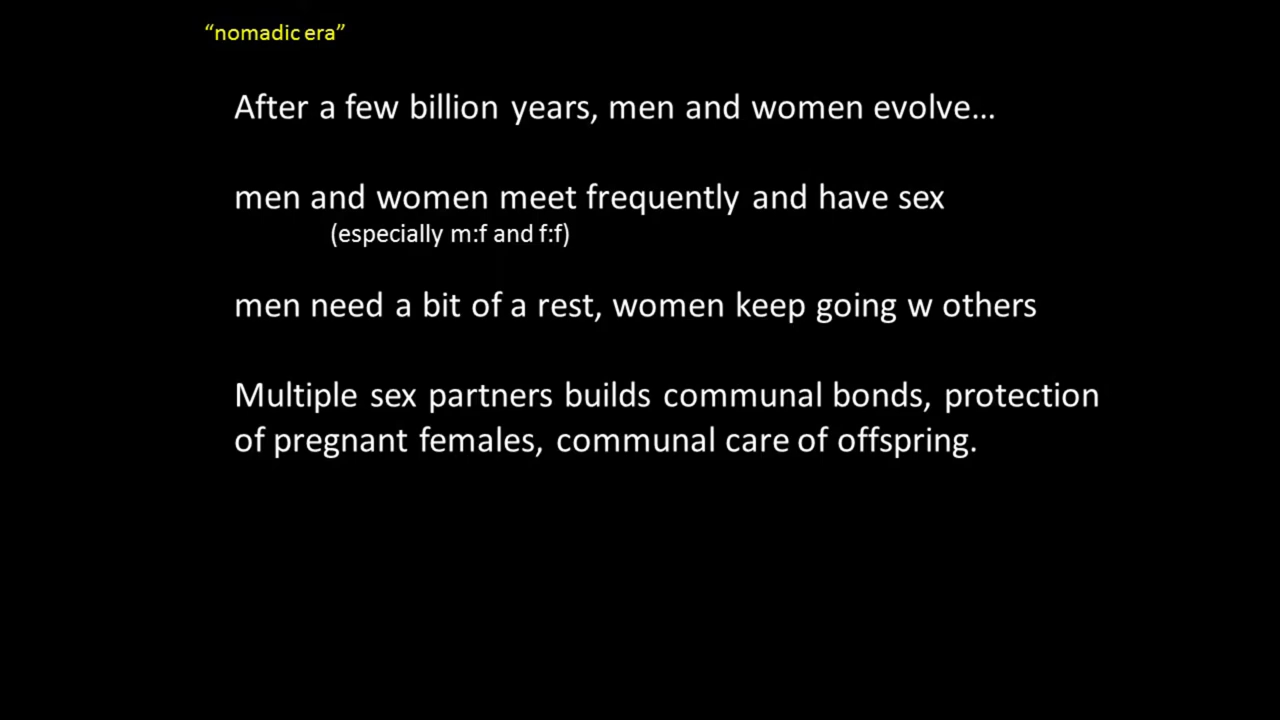 “nomadic era”
After a few billion years, men and women evolve…
men and women meet frequently and have sex
(especially m:f and f:f)
men need a bit of a rest, women keep going w others
Multiple sex partners builds communal bonds, protection
of pregnant females, communal care of offspring.